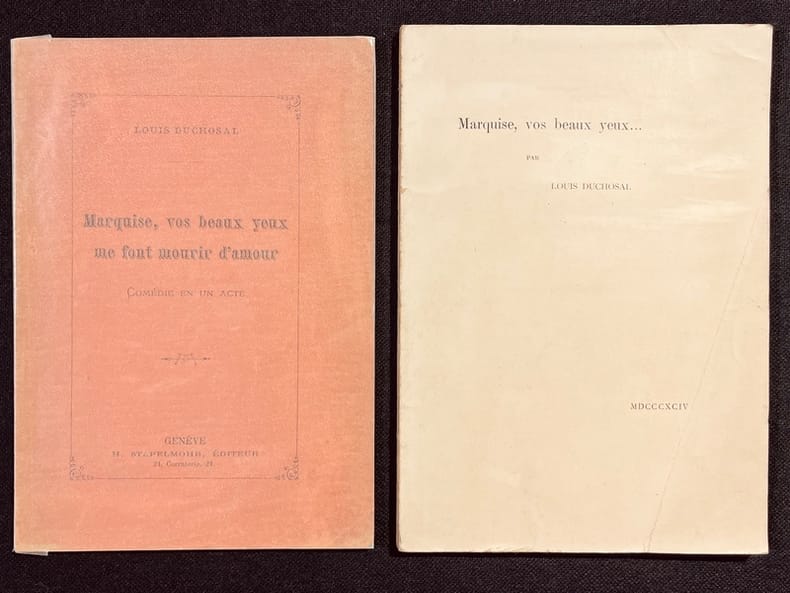 LOUIS DUCHOSAL
Marquise, vos beaux yeux
me font mourir d'amour
COMÉDIE EN UN ACTE
GENÈVE
H. STAPELMOHR, ÉDITEUR
24, Corraterie, 24
Marquise, vos beaux yeux...
PAR
LOUIS DUCHOSAL
MDCCCXCIV